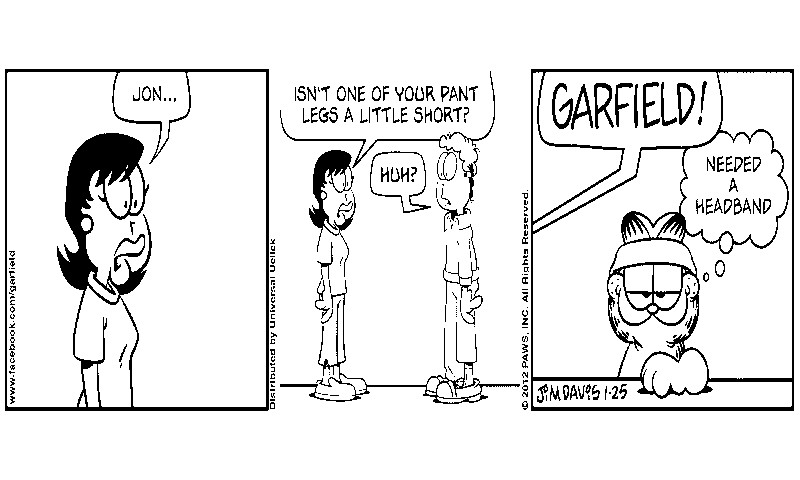 JON...
www.facebook.com/garfield
ISN'T ONE OF YOUR PANT
LEGS A LITTLE SHORT?
HUH?
Distributed by Universal Uclick
GARFIELD!
NEEDED
A
HEADBAND
© 2012 PAWS, INC. All Rights Reserved.
JIM DAVIS 1-25